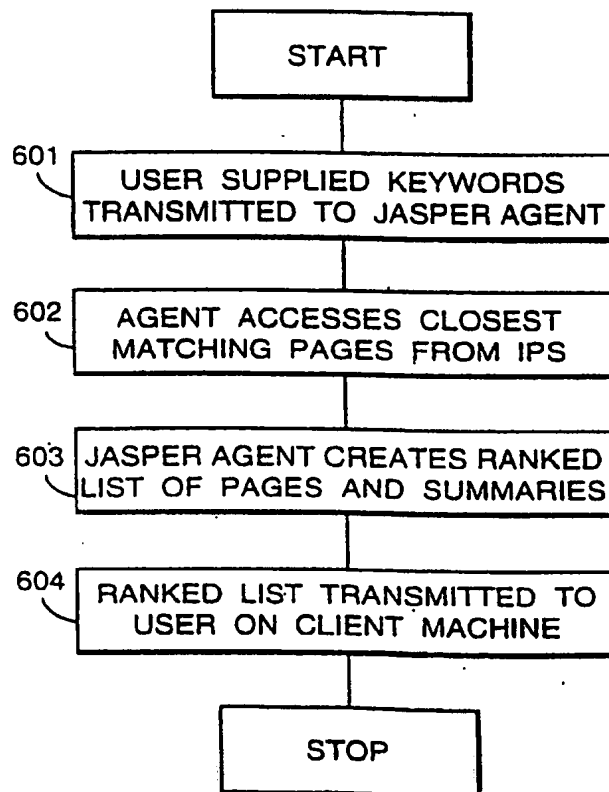 START
601
USER SUPPLIED KEYWORDS
TRANSMITTED TO JASPER AGENT
602
AGENT ACCESSES CLOSEST
MATCHING PAGES FROM IPS
603
JASPER AGENT CREATES RANKED
LIST OF PAGES AND SUMMARIES
604
RANKED LIST TRANSMITTED TO
USER ON CLIENT MACHINE
STOP